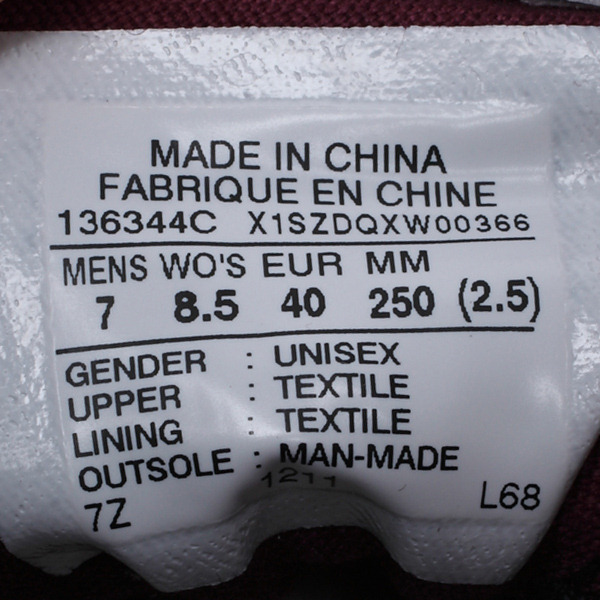 MADE IN CHINA
FABRIQUE EN CHINE
136344C X1SZDQXW00366
MENS WO'S EUR MM
7 8.5 40 250 (2.5)
GENDER : UNISEX
UPPER : TEXTILE
LINING : TEXTILE
OUTSOLE : MAN-MADE
1211
7Z L68